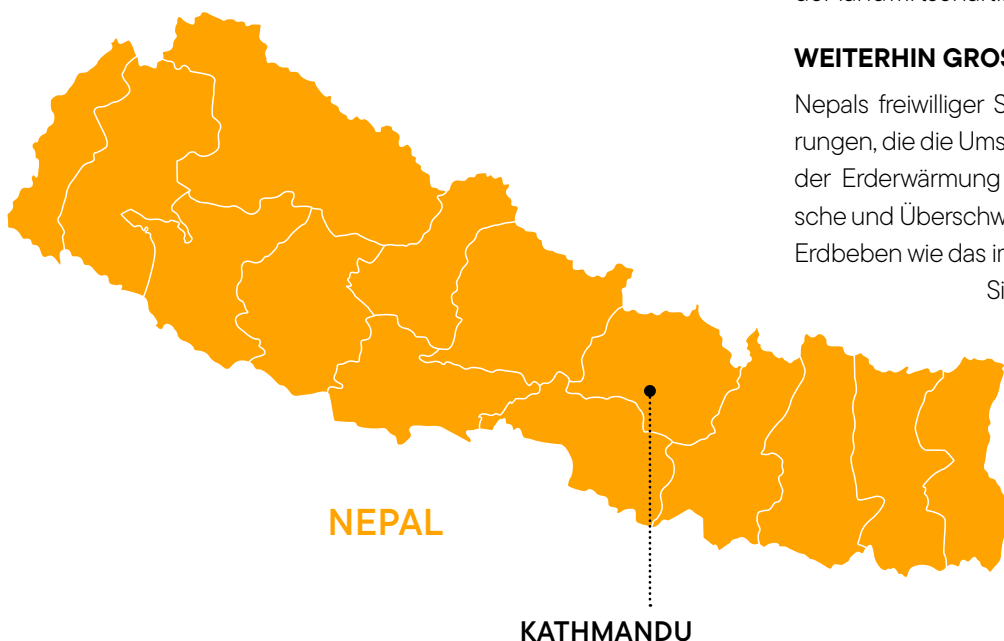 WEITERHIN GROS
Nepals freiwilliger S
rungen, die die Ums
der Erderwärmung
sche und Überschw
Erdbeben wie das i
Si
NEPAL
KATHMANDU